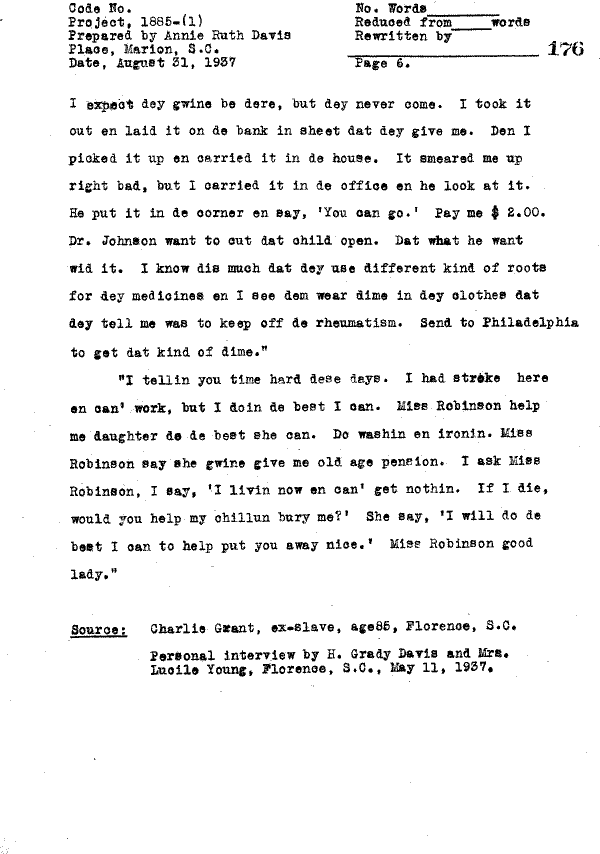 Code No.
Project, 1885-(1)
Prepared by Annie Ruth Davis
Place, Marion, S.C.
Date, August 31, 1937
No. Words________
Reduced from_____words
Rewritten by
176
Page 6.
I expect dey gwine be dere, but dey never come. I took it
out en laid it on de bank in sheet dat dey give me. Den I
picked it up en carried it in de house. It smeared me up
right bad, but I carried it in de office en he look at it.
He put it in de corner en say, 'You can go.' Pay me $ 2.00.
Dr. Johnson want to cut dat child open. Dat what he want
wid it. I know dis much dat dey use different kind of roots
for dey medicines en I see dem wear dime in dey clothes dat
dey tell me was to keep off de rheumatism. Send to Philadelphia
to get dat kind of dime."
"I tellin you time hard dese days. I had stroke here
en can' work, but I doin de best I can. Miss Robinson help
me daughter do de best she can. Do washin en ironin. Miss
Robinson say she gwine give me old age pension. I ask Miss
Robinson, I say, 'I livin now en can' get nothin. If I die,
would you help my chillun bury me?' She say, 'I will do de
best I can to help put you away nice.' Miss Robinson good
lady."
Source: Charlie Grant, ex-slave, age85, Florence, S.C.
Personal interview by H. Grady Davis and Mrs.
Lucile Young, Florence, S.C., May 11, 1937.